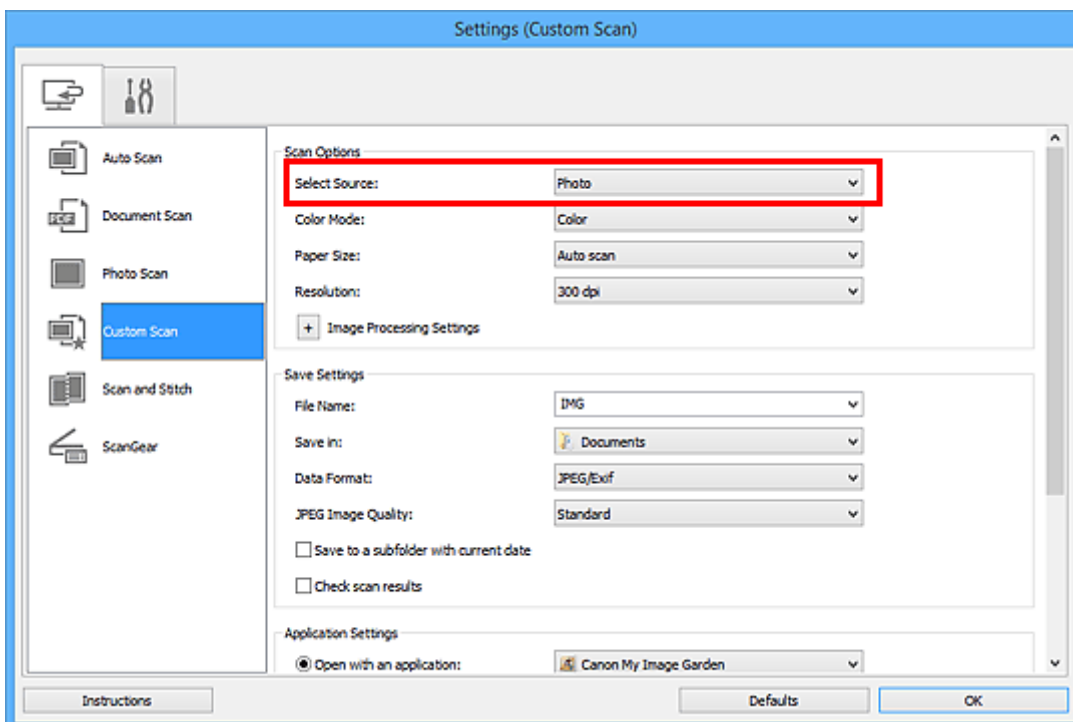 Settings (Custom Scan)
Auto Scan
Document Scan
Photo Scan
Custom Scan
Scan and Stitch
ScanGear
Scan Options
Select Source: Photo
Color Mode: Color
Paper Size: Auto scan
Resolution: 300 dpi
+ Image Processing Settings
Save Settings
File Name: IMG
Save in: Documents
Data Format: JPEG/Exif
JPEG Image Quality: Standard
Save to a subfolder with current date
Check scan results
Application Settings
Open with an application: Canon My Image Garden
Instructions Defaults OK